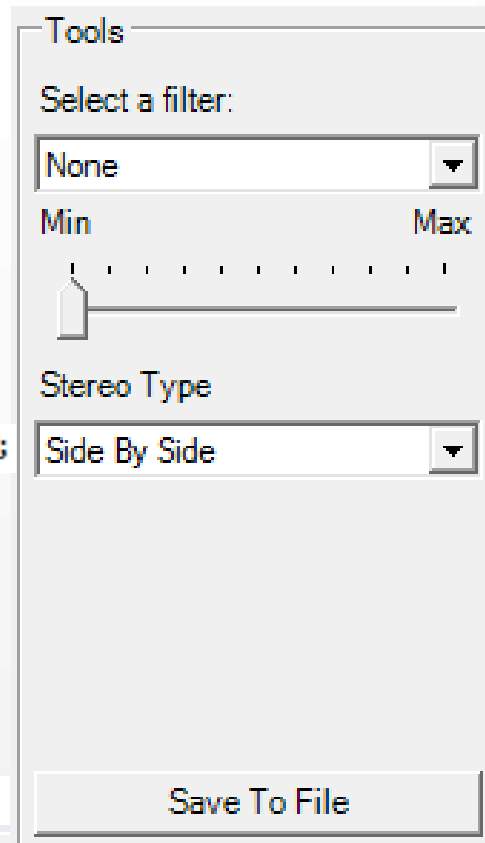 Tools
Select a filter:
None
Min Max
Stereo Type
Side By Side
Save To File